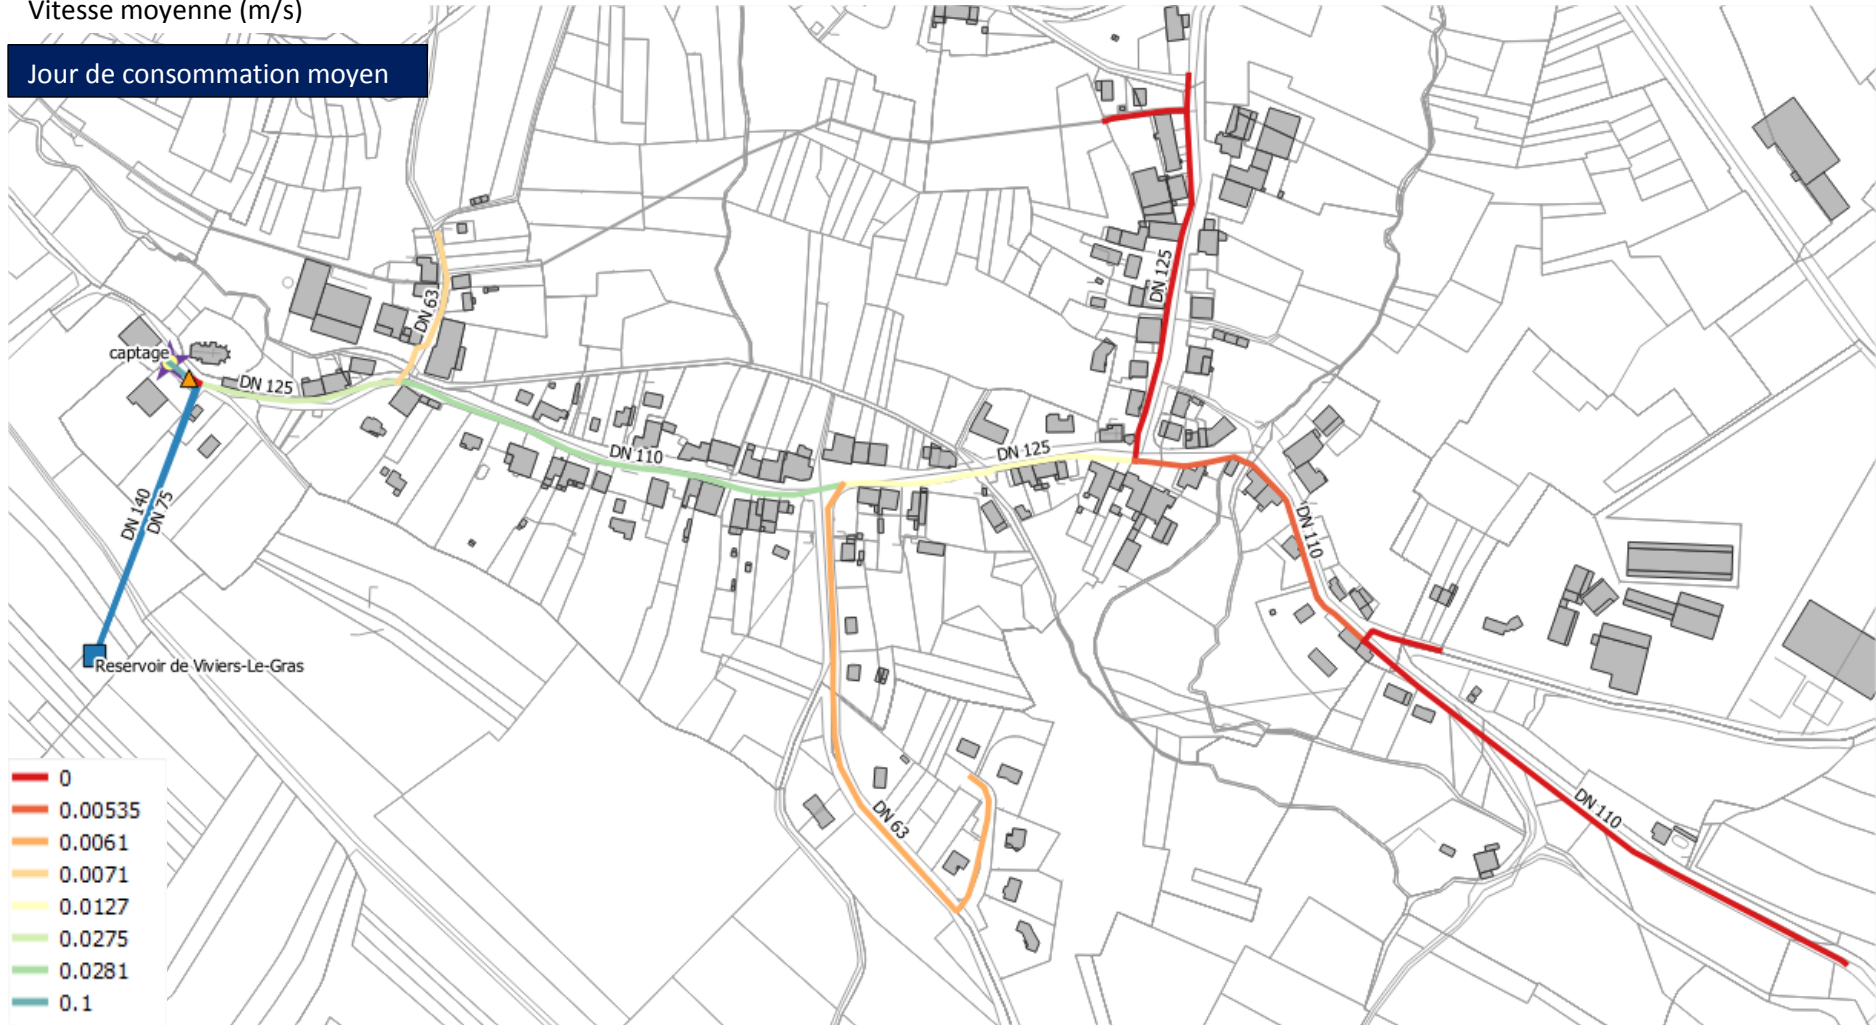 Vitesse moyenne (m/s)
Jour de consommation moyen
DN 125
DN 63
captage
DN 125
DN 110
DN 125
DN 110
DN 140
DN 75
Reservoir de Viviers-Le-Gras
DN 63
DN 110
0
0.00535
0.0061
0.0071
0.0127
0.0275
0.0281
0.1